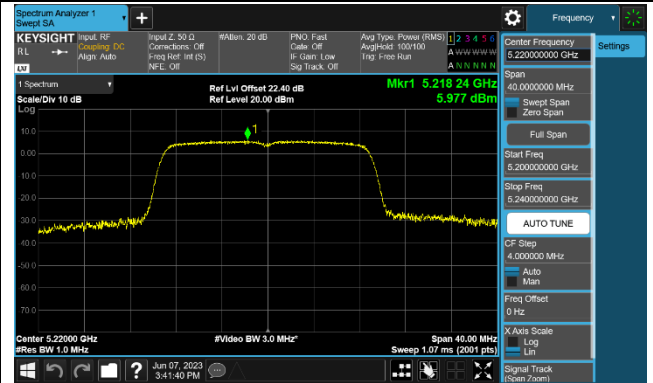 Spectrum Analyzer 1
Swept SA
Frequency
KEYSIGHT
RL
LXI
Input: RF
Coupling: DC
Align: Auto
Input Z: 50 Ω
Corrections: Off
Freq Ref: Int (S)
NFE: Off
#Atten: 20 dB
PNO: Fast
Gate: Off
IF Gain: Low
Sig Track: Off
Avg Type: Power (RMS)
Avg|Hold: 100/100
Trig: Free Run
1 2 3 4 5 6
A W W W W W
A N N N N N
1 Spectrum
Scale/Div 10 dB
Log
Ref Lvl Offset 22.40 dB
Ref Level 20.00 dBm
Mkr1 5.218 24 GHz
5.977 dBm
1
10.0
0.00
-10.0
-20.0
-30.0
-40.0
-50.0
-60.0
-70.0
Center 5.22000 GHz
#Res BW 1.0 MHz
#Video BW 3.0 MHz*
Span 40.00 MHz
Sweep 1.07 ms (2001 pts)
Jun 07, 2023
3:41:40 PM
Center Frequency
5.220000000 GHz
Settings
Span
40.0000000 MHz
Swept Span
Zero Span
Full Span
Start Freq
5.200000000 GHz
Stop Freq
5.240000000 GHz
AUTO TUNE
CF Step
4.000000 MHz
Auto
Man
Freq Offset
0 Hz
X Axis Scale
Log
Lin
Signal Track
(Span Zoom)